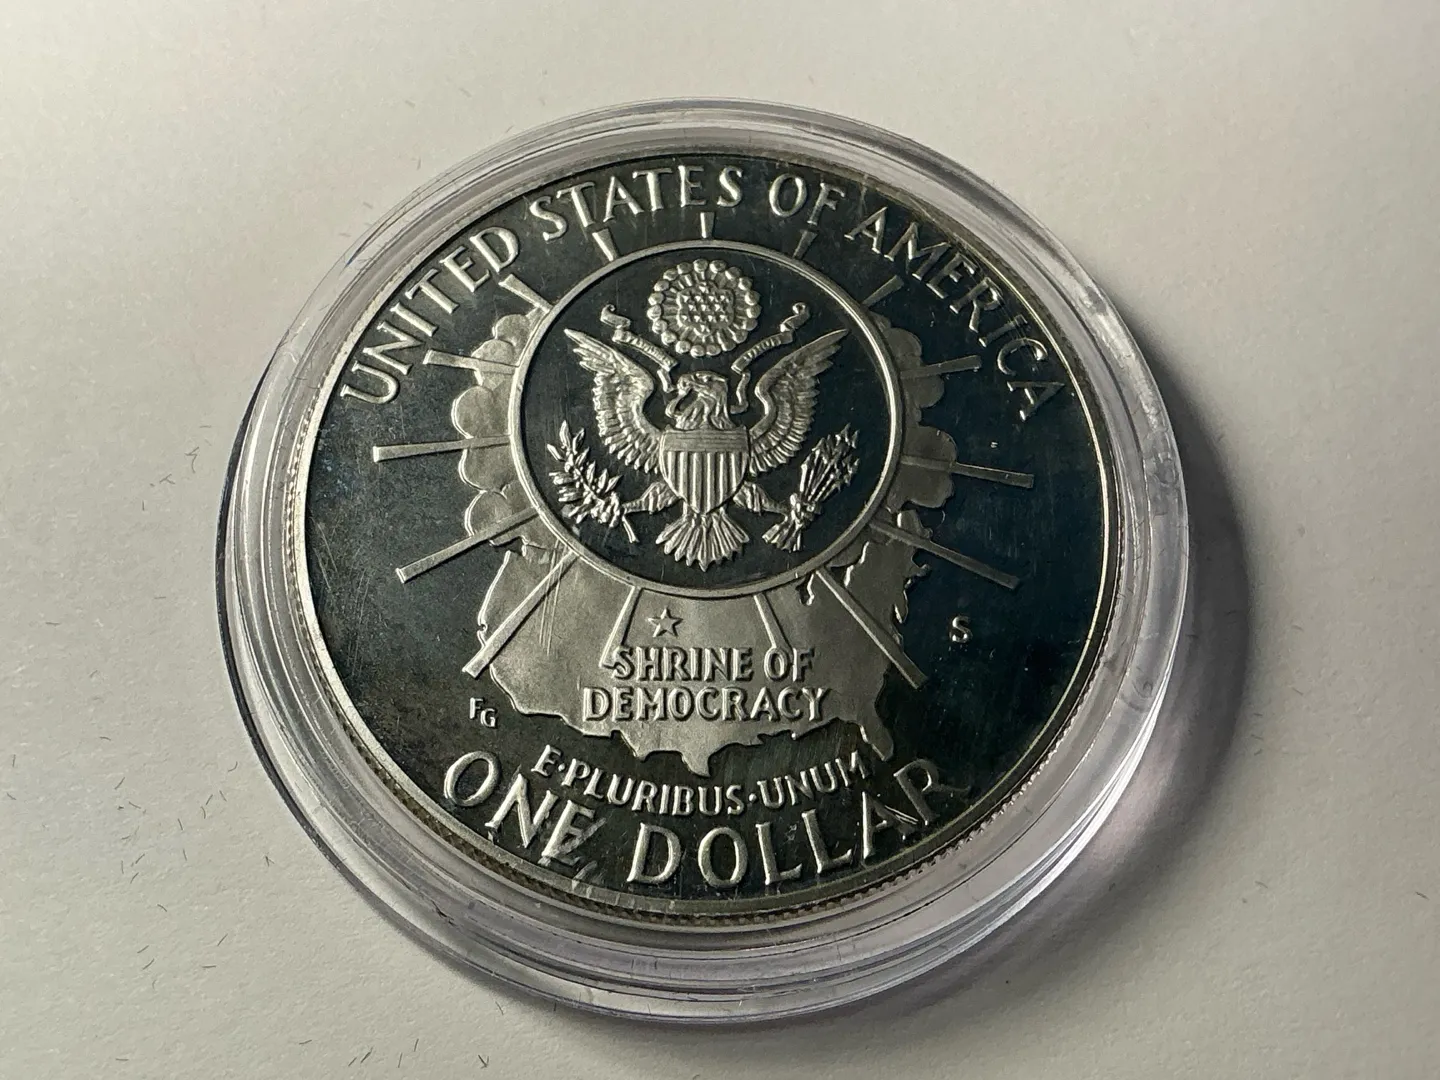 UNITED STATES OF AMERICA
SHRINE OF
DEMOCRACY
FG
S
E·PLURIBUS·UNUM
ONE DOLLAR